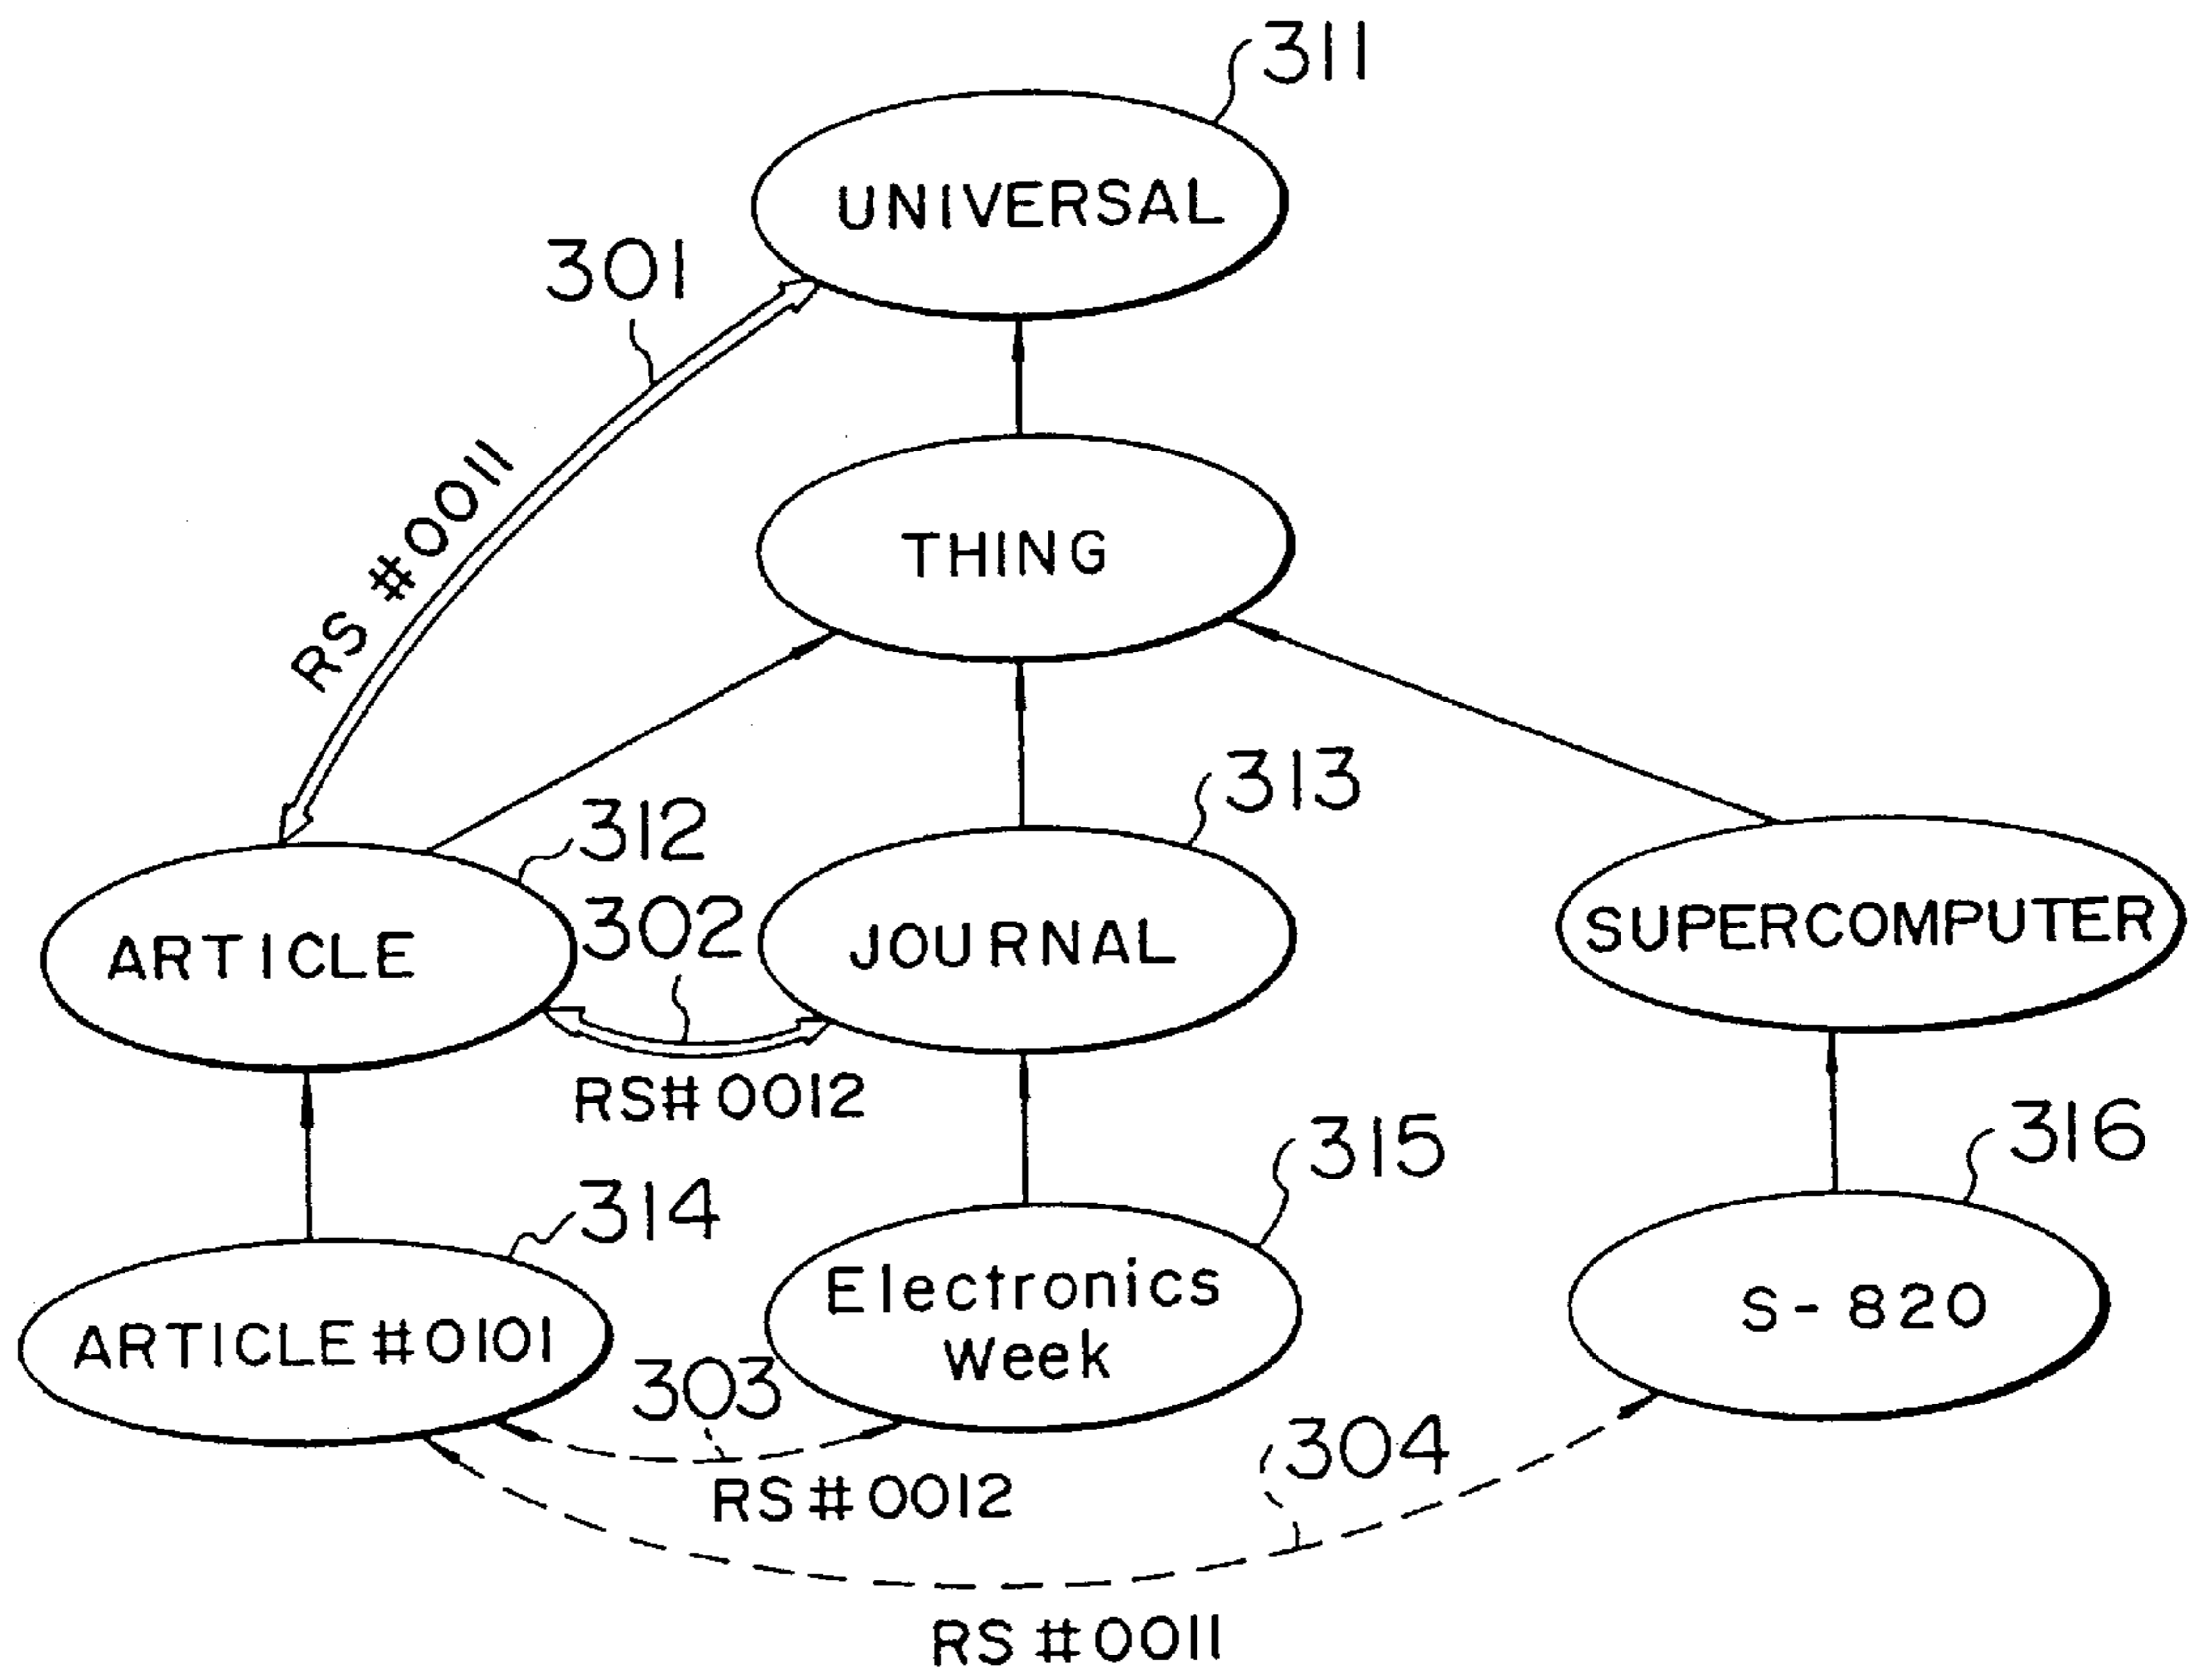 311
UNIVERSAL
301
RS #0011
THING
313
312
302
ARTICLE
JOURNAL
SUPERCOMPUTER
RS#0012
315
316
314
Electronics
Week
S-820
ARTICLE#0101
303
304
RS#0012
RS#0011